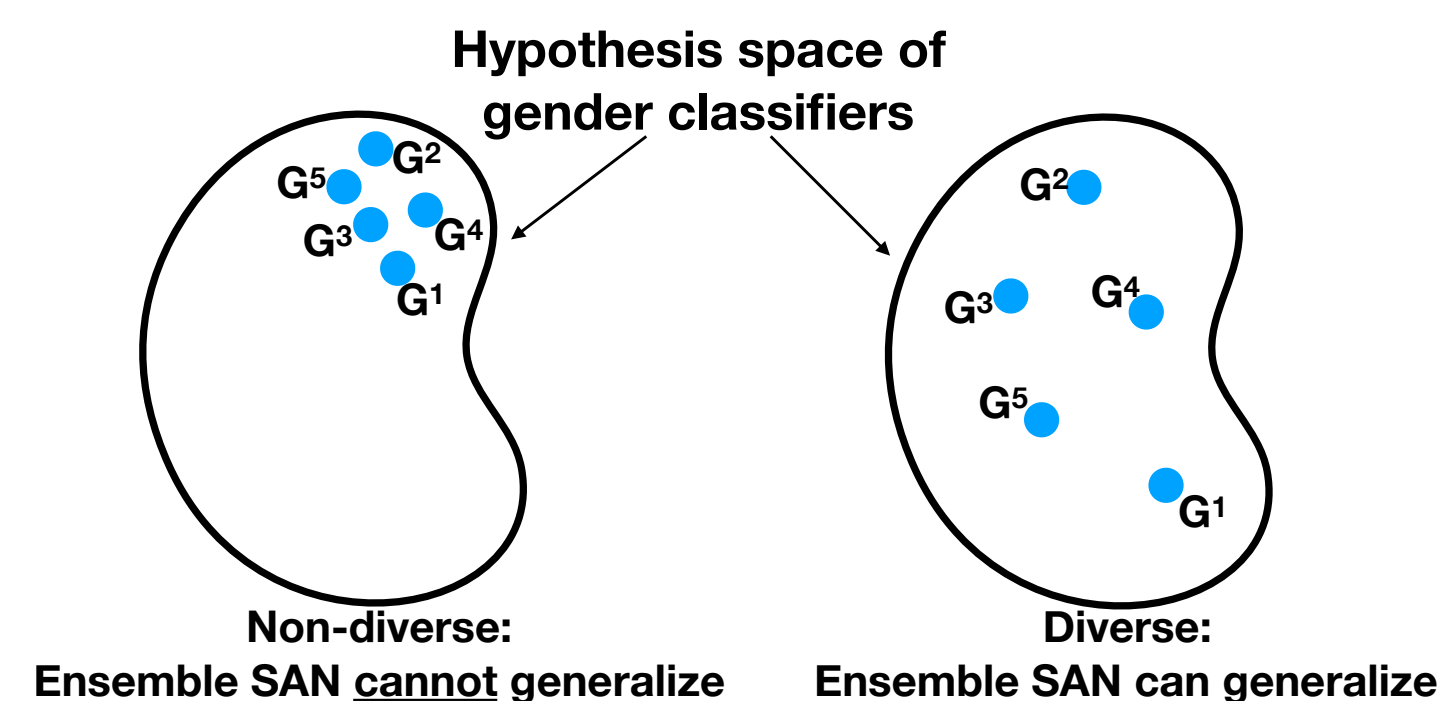 Hypothesis space of
gender classifiers
G²
G⁵
G³
G⁴
G¹
G²
G³
G⁴
G⁵
G¹
Non-diverse:
Ensemble SAN cannot generalize
Diverse:
Ensemble SAN can generalize